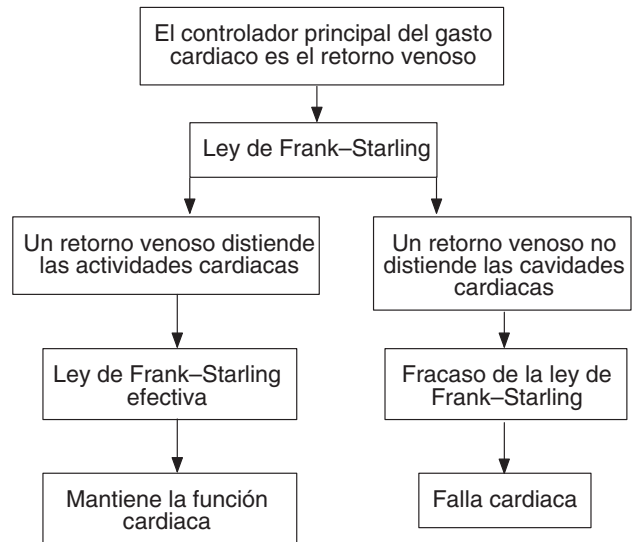 El controlador principal del gasto
cardiaco es el retorno venoso
Ley de Frank–Starling
Un retorno venoso distiende
las actividades cardiacas
Un retorno venoso no
distiende las cavidades
cardiacas
Ley de Frank–Starling
efectiva
Fracaso de la ley de
Frank–Starling
Mantiene la función
cardiaca
Falla cardiaca